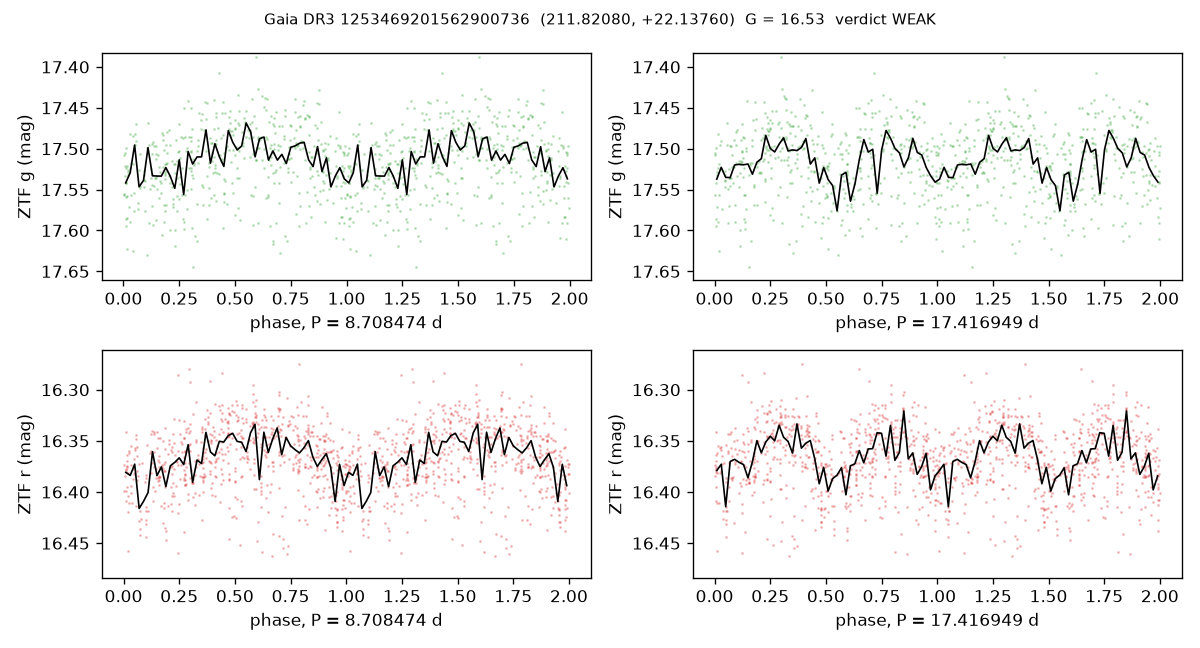 Gaia DR3 1253469201562900736 (211.82080, +22.13760) G = 16.53 verdict WEAK
ZTF g (mag)
17.40
17.45
17.50
17.55
17.60
17.65
0.00 0.25 0.50 0.75 1.00 1.25 1.50 1.75 2.00
phase, P = 8.708474 d
ZTF g (mag)
17.40
17.45
17.50
17.55
17.60
17.65
0.00 0.25 0.50 0.75 1.00 1.25 1.50 1.75 2.00
phase, P = 17.416949 d
ZTF r (mag)
16.30
16.35
16.40
16.45
0.00 0.25 0.50 0.75 1.00 1.25 1.50 1.75 2.00
phase, P = 8.708474 d
ZTF r (mag)
16.30
16.35
16.40
16.45
0.00 0.25 0.50 0.75 1.00 1.25 1.50 1.75 2.00
phase, P = 17.416949 d